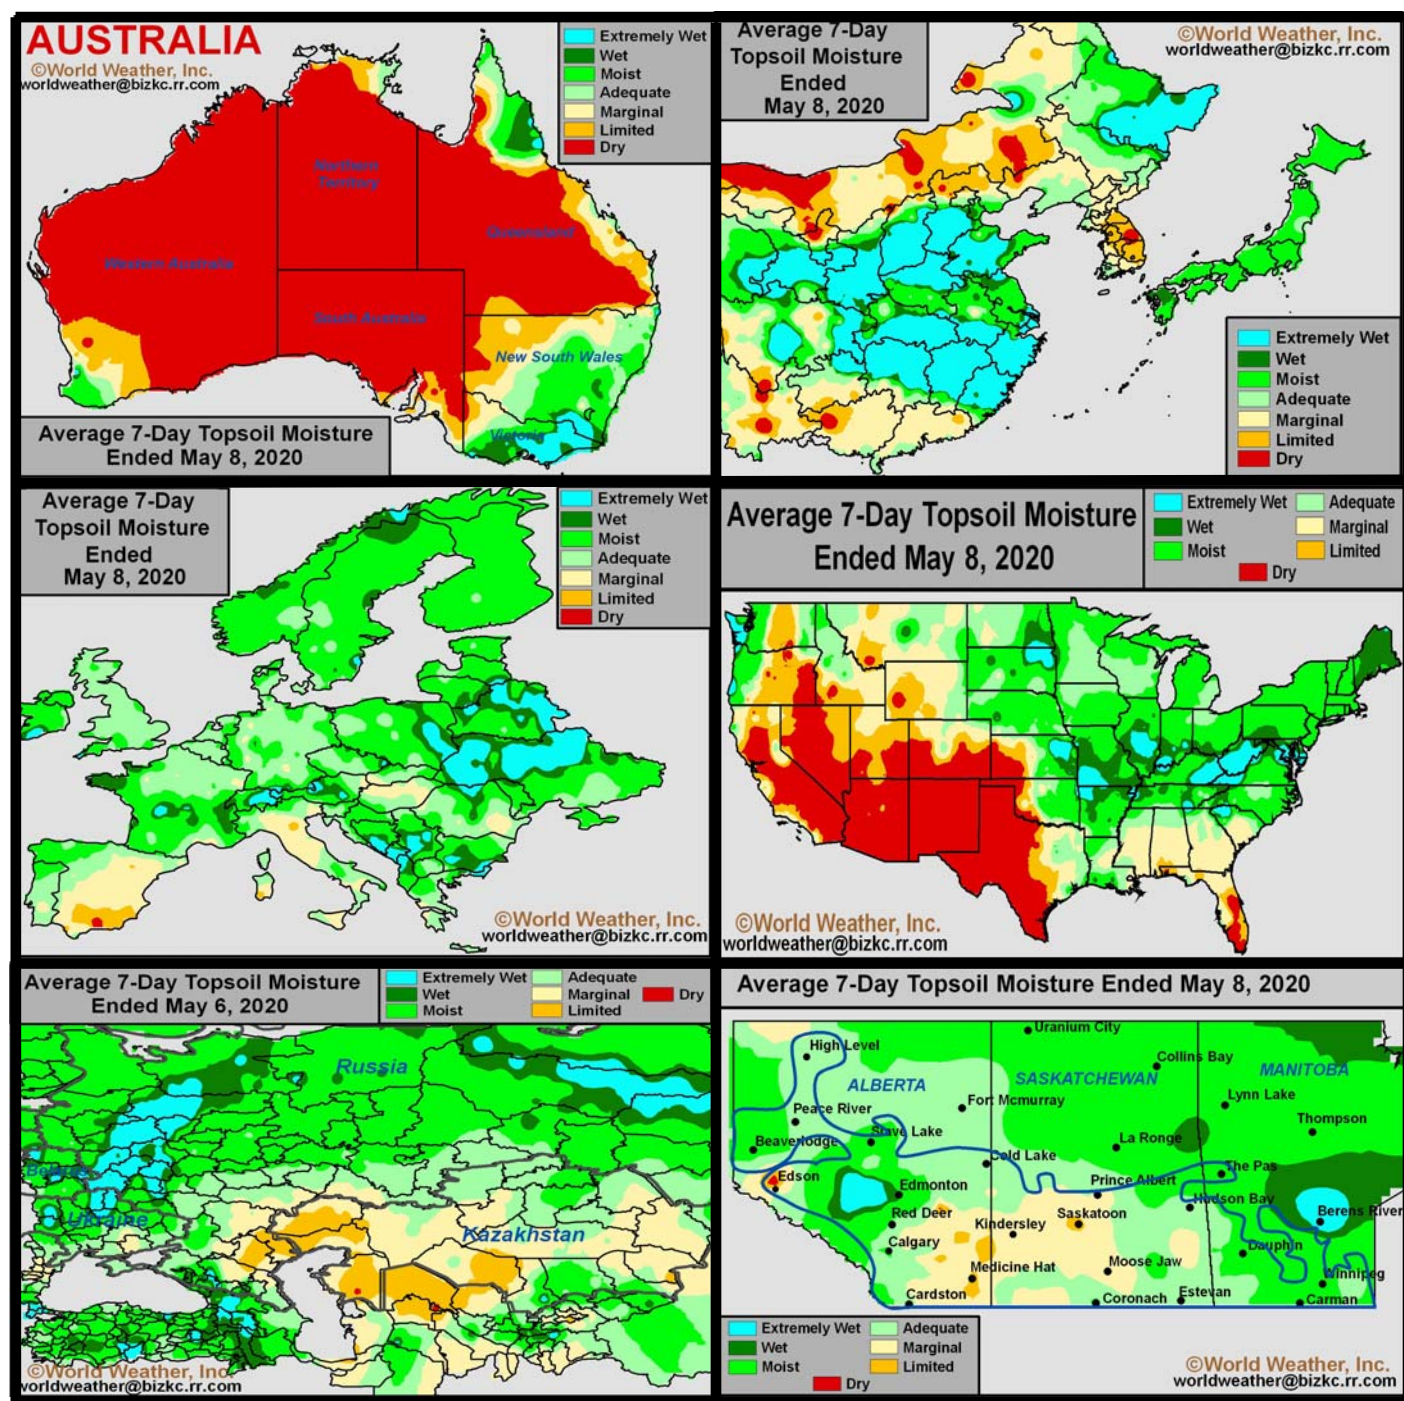 AUSTRALIA
©World Weather, Inc.
worldweather@bizkc.rr.com
Extremely Wet
Wet
Moist
Adequate
Marginal
Limited
Dry
Northern
Territory
Queensland
Western Australia
South Australia
New South Wales
Victoria
Average 7-Day Topsoil Moisture
Ended May 8, 2020
Average 7-Day
Topsoil Moisture
Ended
May 8, 2020
©World Weather, Inc.
worldweather@bizkc.rr.com
Extremely Wet
Wet
Moist
Adequate
Marginal
Limited
Dry
Average 7-Day
Topsoil Moisture
Ended
May 8, 2020
Extremely Wet
Wet
Moist
Adequate
Marginal
Limited
Dry
©World Weather, Inc.
worldweather@bizkc.rr.com
Average 7-Day Topsoil Moisture
Ended May 8, 2020
Extremely Wet Adequate
Wet Marginal
Moist Limited
Dry
©World Weather, Inc.
worldweather@bizkc.rr.com
Average 7-Day Topsoil Moisture
Ended May 6, 2020
Extremely Wet Adequate
Wet Marginal Dry
Moist Limited
Russia
Belarus
Ukraine
Kazakhstan
©World Weather, Inc.
worldweather@bizkc.rr.com
Average 7-Day Topsoil Moisture Ended May 8, 2020
Uranium City
High Level
Collins Bay
ALBERTA SASKATCHEWAN MANITOBA
Fort Mcmurray
Lynn Lake
Peace River
Thompson
Slave Lake
Beaverlodge
La Ronge
Cold Lake
The Pas
Edson
Edmonton
Prince Albert
Hudson Bay
Berens River
Red Deer
Kindersley
Saskatoon
Calgary
Dauphin
Medicine Hat
Moose Jaw
Winnipeg
Cardston
Coronach
Estevan
Carman
Extremely Wet Adequate
Wet Marginal
Moist Limited
Dry
©World Weather, Inc.
worldweather@bizkc.rr.com